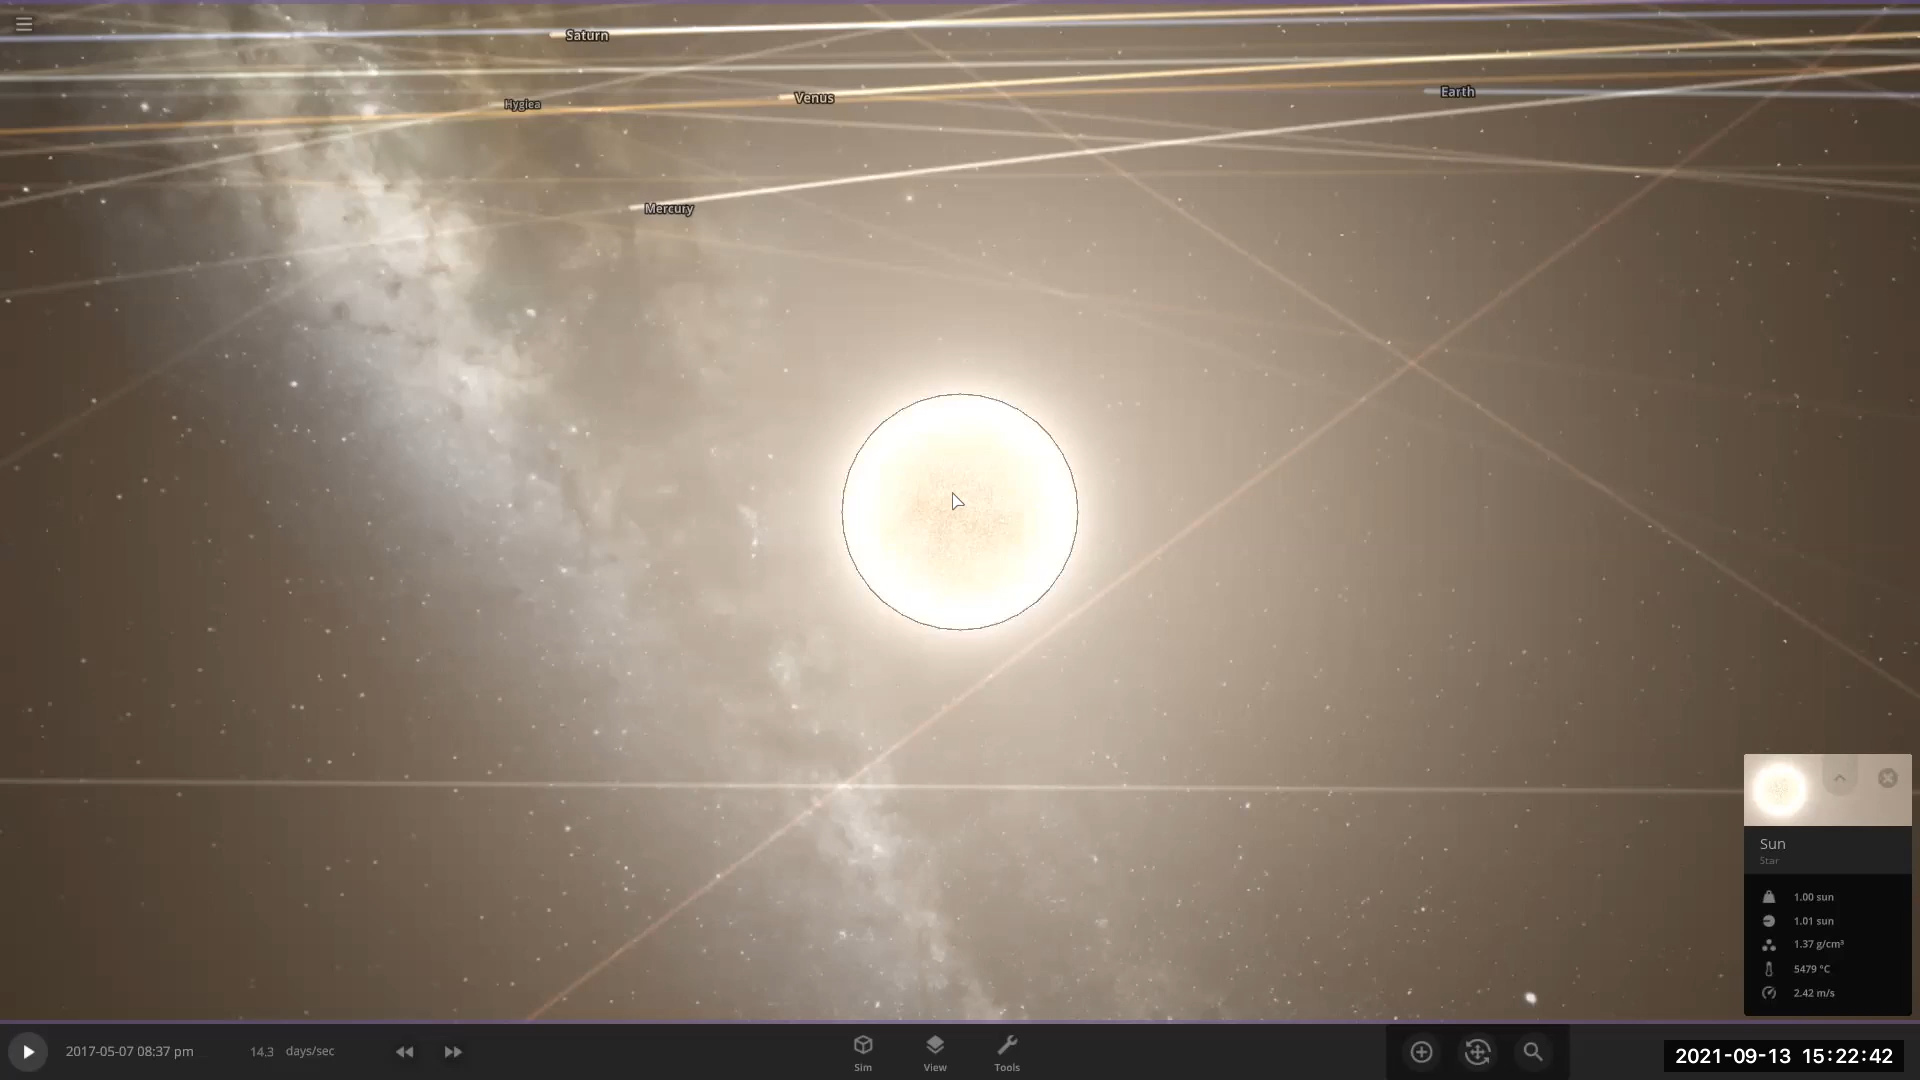 Saturn
Hygiea
Venus
Earth
Mercury
Sun
Star
1.00 sun
1.01 sun
1.37 g/cm³
5479 °C
2.42 m/s
2017-05-07 08:37 pm
14.3 days/sec
Sim
View
Tools
2021-09-13 15:22:42